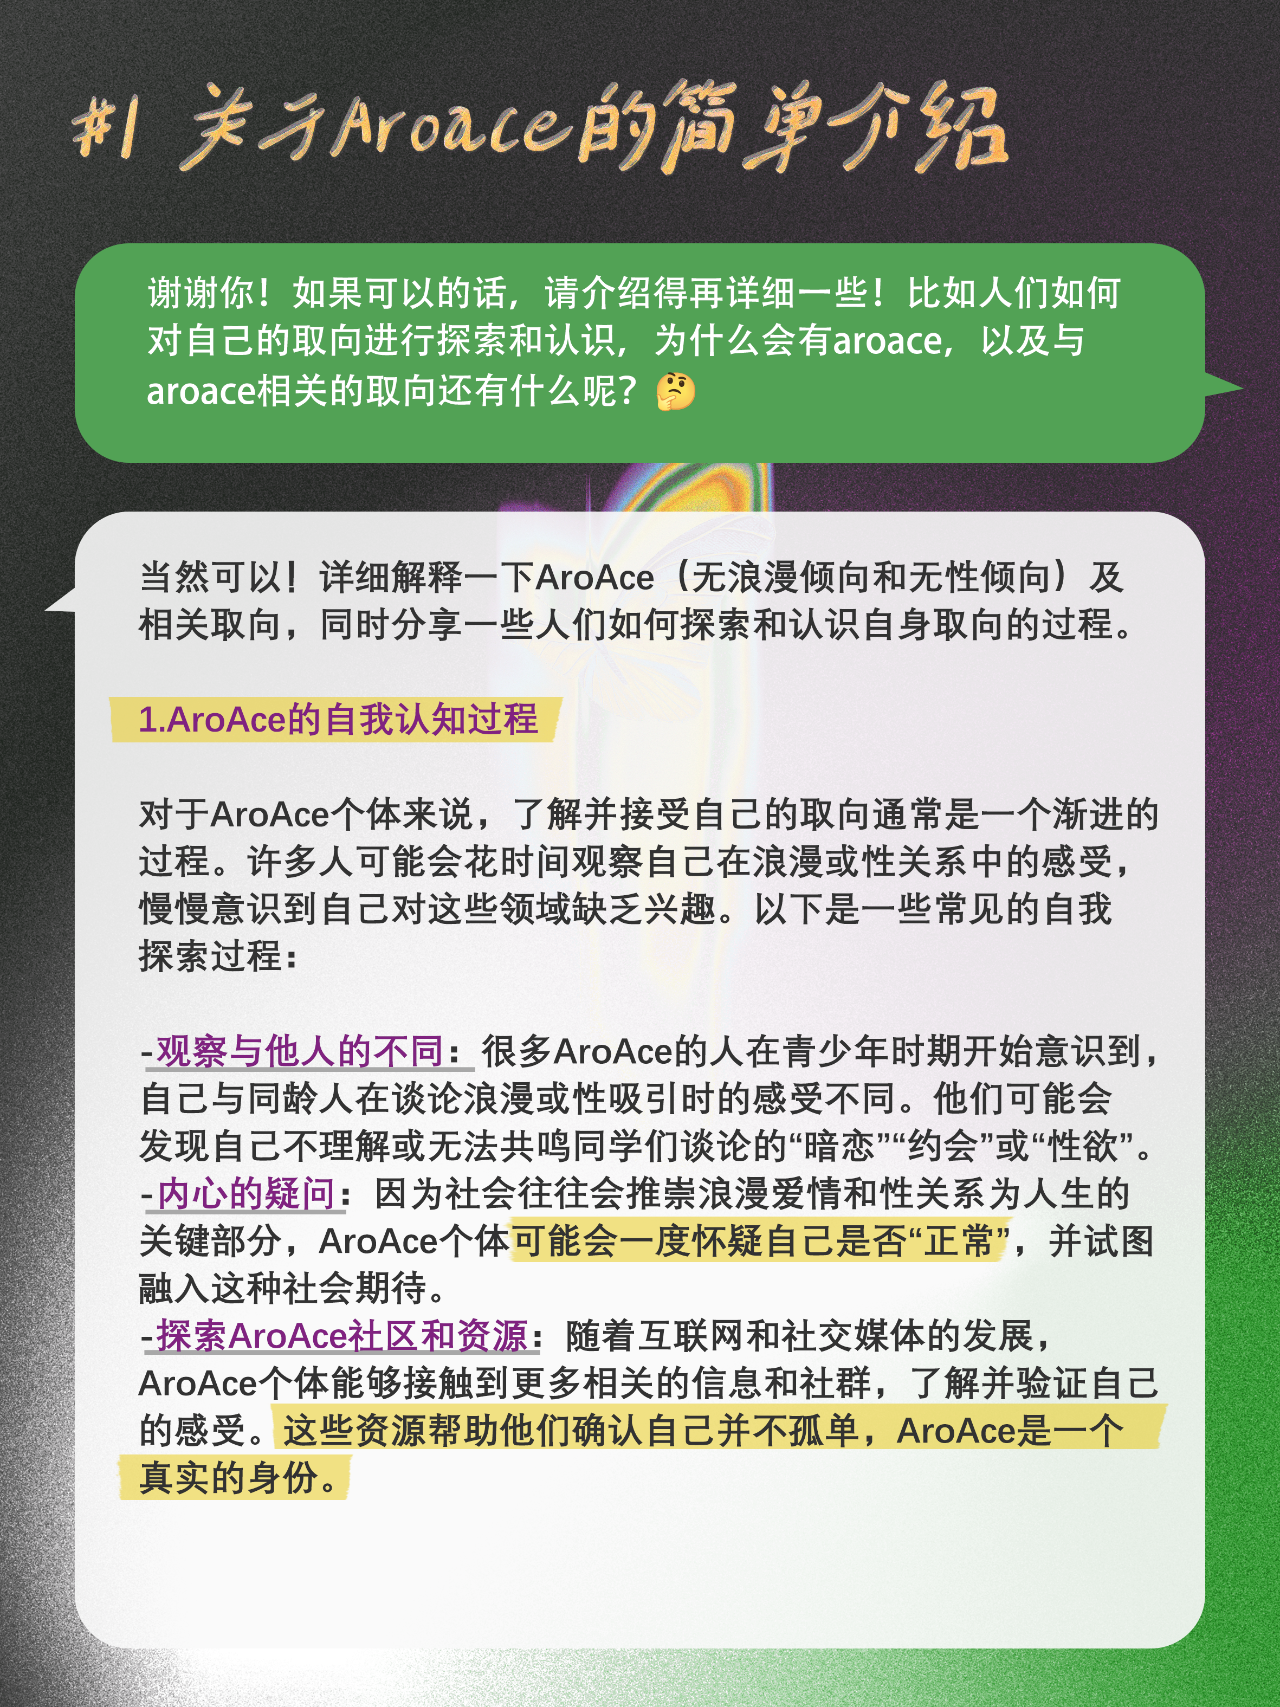 #1 关于Aroace的简单介绍
谢谢你！如果可以的话，请介绍得再详细一些！比如人们如何
对自己的取向进行探索和认识，为什么会有aroace，以及与
aroace相关的取向还有什么呢？🤔
当然可以！详细解释一下AroAce（无浪漫倾向和无性倾向）及
相关取向，同时分享一些人们如何探索和认识自身取向的过程。
1.AroAce的自我认知过程
对于AroAce个体来说，了解并接受自己的取向通常是一个渐进的
过程。许多人可能会花时间观察自己在浪漫或性关系中的感受，
慢慢意识到自己对这些领域缺乏兴趣。以下是一些常见的自我
探索过程：
-观察与他人的不同：很多AroAce的人在青少年时期开始意识到，
自己与同龄人在谈论浪漫或性吸引时的感受不同。他们可能会
发现自己不理解或无法共鸣同学们谈论的“暗恋”“约会”或“性欲”。
-内心的疑问：因为社会往往会推崇浪漫爱情和性关系为人生的
关键部分，AroAce个体可能会一度怀疑自己是否“正常”，并试图
融入这种社会期待。
-探索AroAce社区和资源：随着互联网和社交媒体的发展，
AroAce个体能够接触到更多相关的信息和社群，了解并验证自己
的感受。这些资源帮助他们确认自己并不孤单，AroAce是一个
真实的身份。